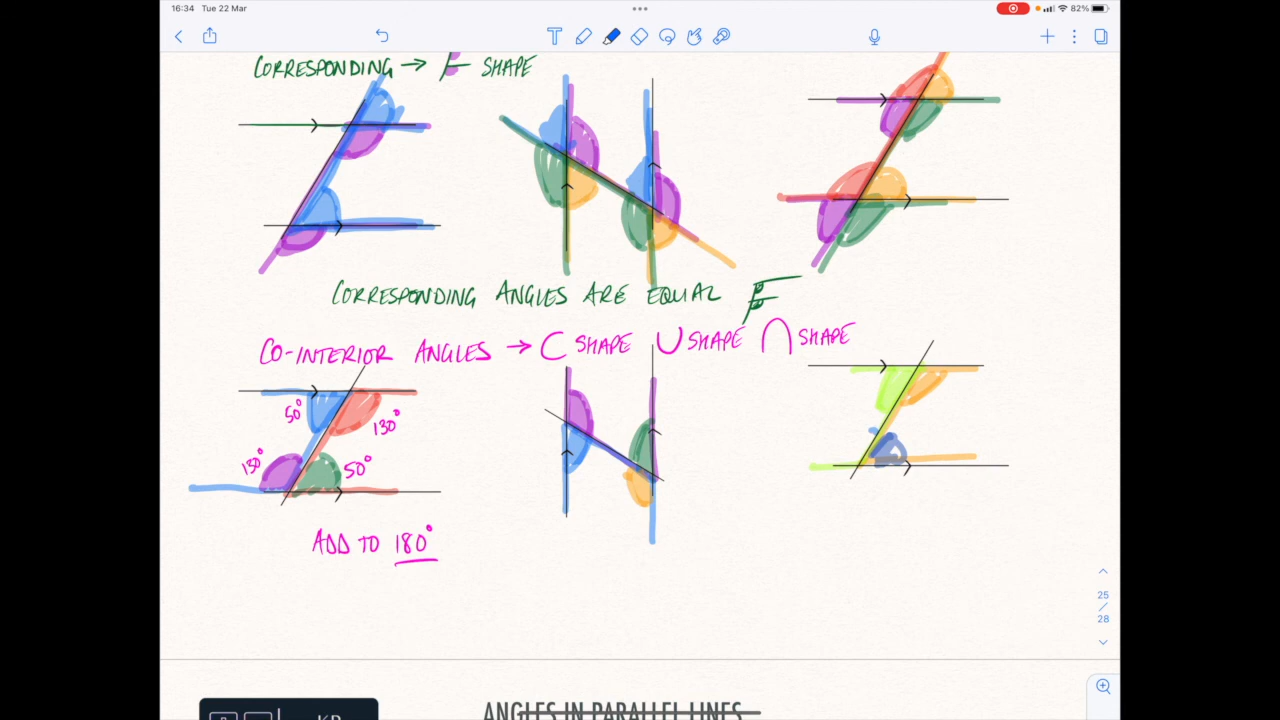 16:34 Tue 22 Mar 82%
CORRESPONDING → F SHAPE
CORRESPONDING ANGLES ARE EQUAL F
CO-INTERIOR ANGLES → C SHAPE U SHAPE ∩ SHAPE
50° 130°
130° 50°
ADD TO 180°
25
/
28
ANGLES IN PARALLEL LINES